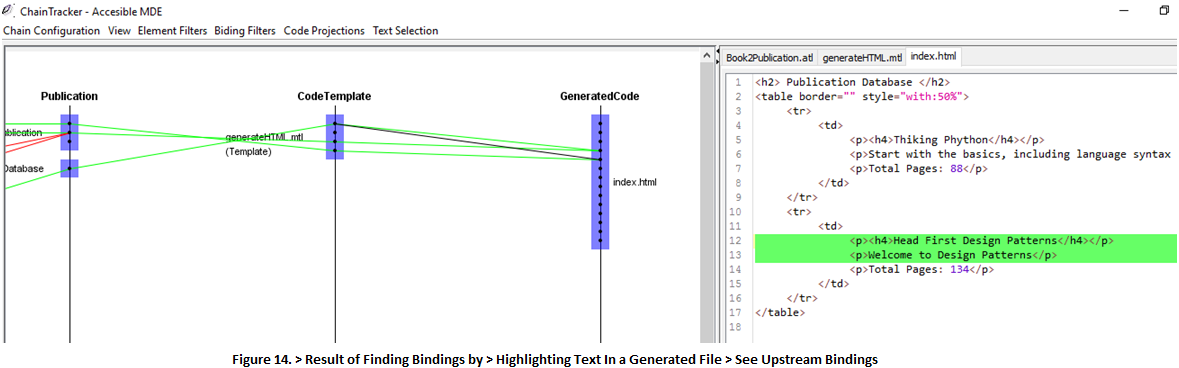 ChainTracker - Accesible MDE
Chain Configuration View Element Filters Biding Filters Code Projections Text Selection
Publication CodeTemplate GeneratedCode
ublication
Database
generateHTML.mtl
(Template)
index.html
Book2Publication.atl generateHTML.mtl index.html
1 <h2> Publication Database </h2>
2 <table border="" style="with:50%">
3 <tr>
4 <td>
5 <p><h4>Thiking Phython</h4></p>
6 <p>Start with the basics, including language syntax
7 <p>Total Pages: 88</p>
8 </td>
9 </tr>
10 <tr>
11 <td>
12 <p><h4>Head First Design Patterns</h4></p>
13 <p>Welcome to Design Patterns</p>
14 <p>Total Pages: 134</p>
15 </td>
16 </tr>
17 </table>
18
Figure 14. > Result of Finding Bindings by > Highlighting Text In a Generated File > See Upstream Bindings